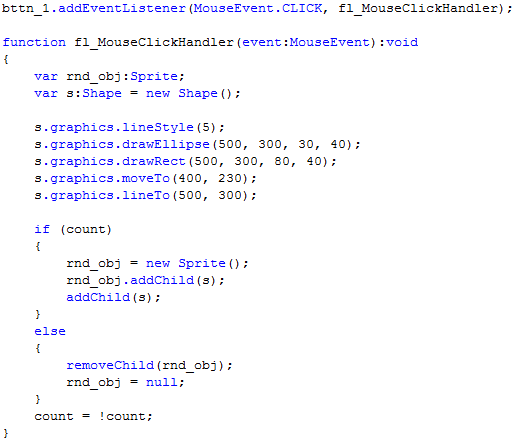 bttn_1.addEventListener(MouseEvent.CLICK, fl_MouseClickHandler);
function fl_MouseClickHandler(event:MouseEvent):void
{
    var rnd_obj:Sprite;
    var s:Shape = new Shape();
    s.graphics.lineStyle(5);
    s.graphics.drawEllipse(500, 300, 30, 40);
    s.graphics.drawRect(500, 300, 80, 40);
    s.graphics.moveTo(400, 230);
    s.graphics.lineTo(500, 300);
    if (count)
    {
        rnd_obj = new Sprite();
        rnd_obj.addChild(s);
        addChild(s);
    }
    else
    {
        removeChild(rnd_obj);
        rnd_obj = null;
    }
    count = !count;
}